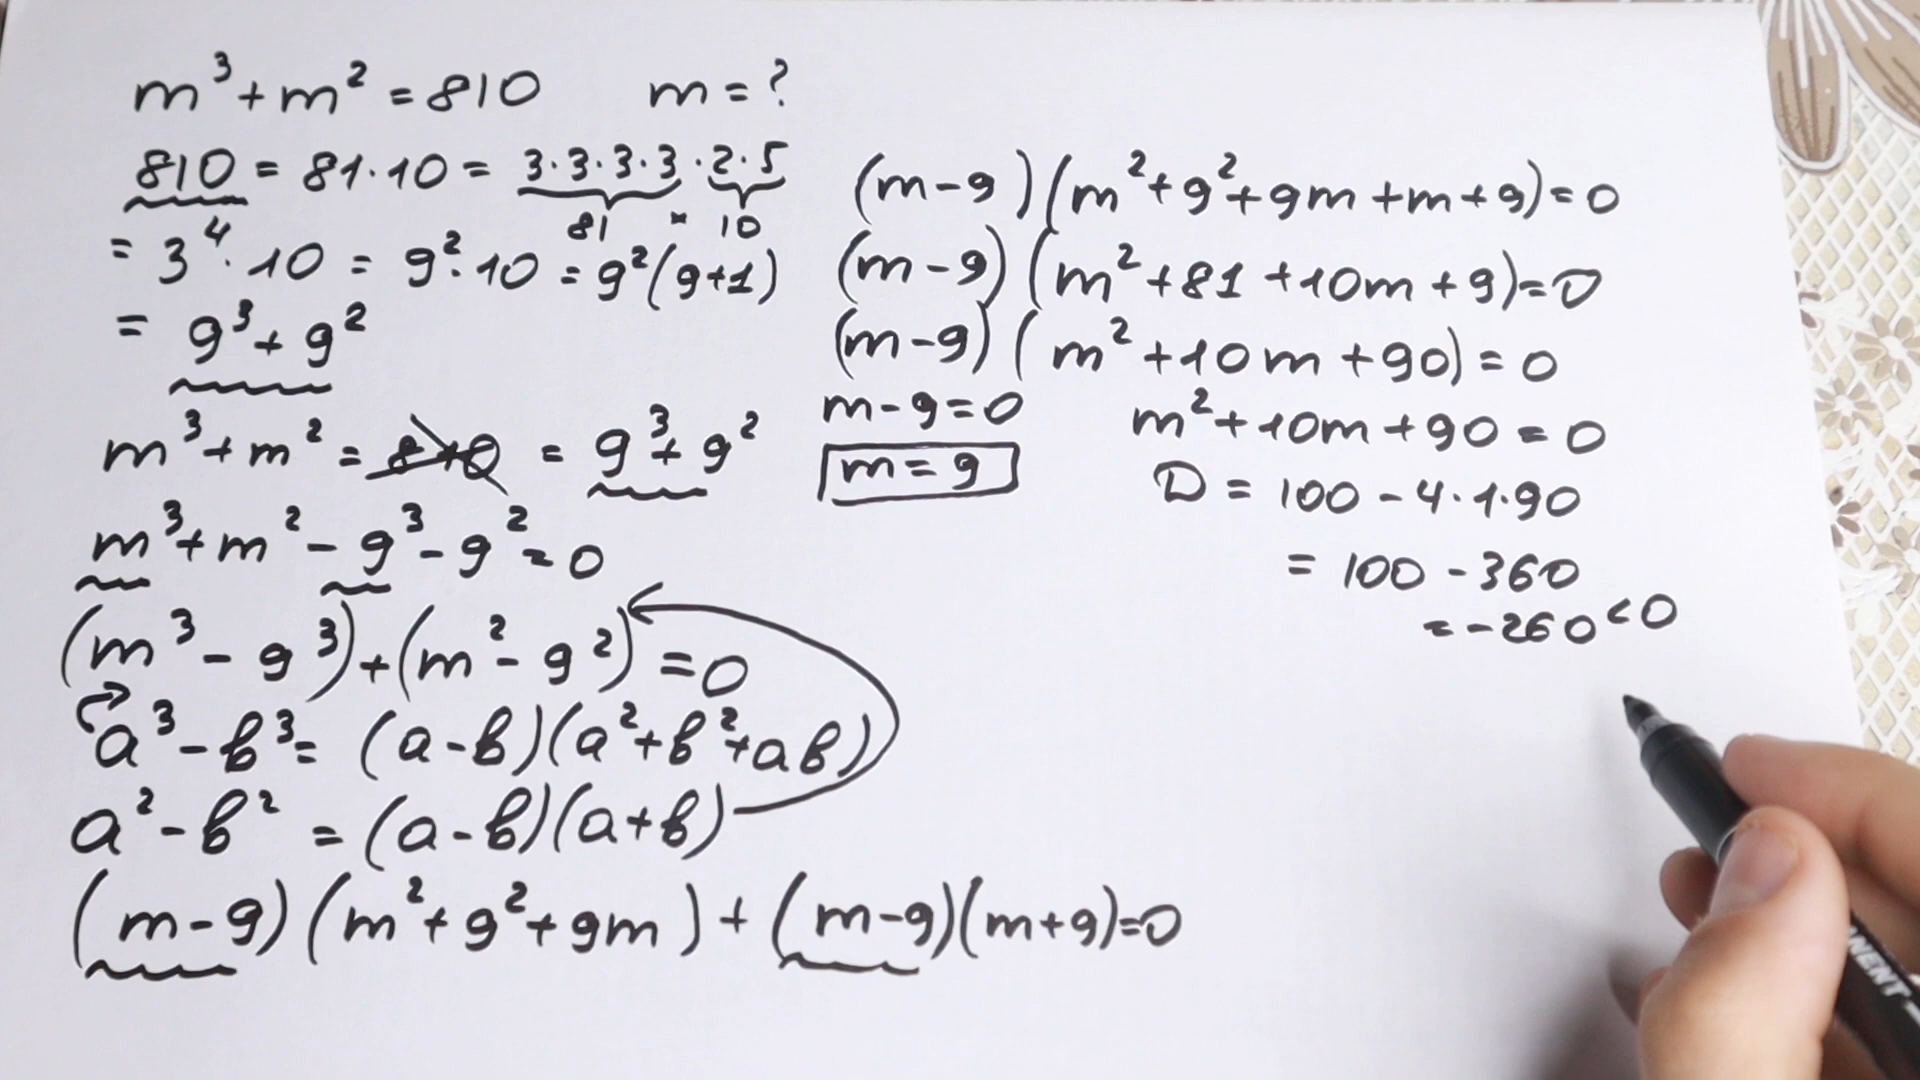 m³+m²=810 m=?
810 = 81·10 = 3·3·3·3·2·5
81 * 10
= 3⁴·10 = 9²·10 = 9²(9+1)
= 9³+9²
m³+m² = 810 = 9³+9²
m³+m²-9³-9²=0
(m³-9³)+(m²-9²)=0
a³-b³=(a-b)(a²+b²+ab)
a²-b²=(a-b)(a+b)
(m-9)(m²+9²+9m)+(m-9)(m+9)=0
(m-9)(m²+9²+9m+m+9)=0
(m-9)(m²+81+10m+9)=0
(m-9)(m²+10m+90)=0
m-9=0
m=9
m²+10m+90=0
D=100-4·1·90
=100-360
=-260<0
NENT